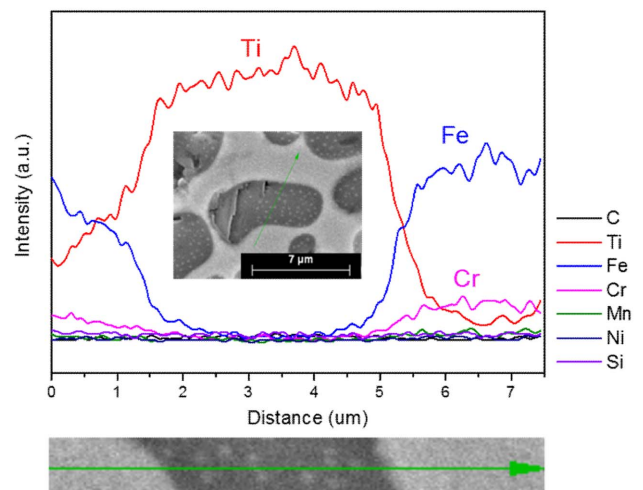 Intensity (a.u.)
Ti
Fe
Cr
7 µm
C
Ti
Fe
Cr
Mn
Ni
Si
0 1 2 3 4 5 6 7
Distance (um)